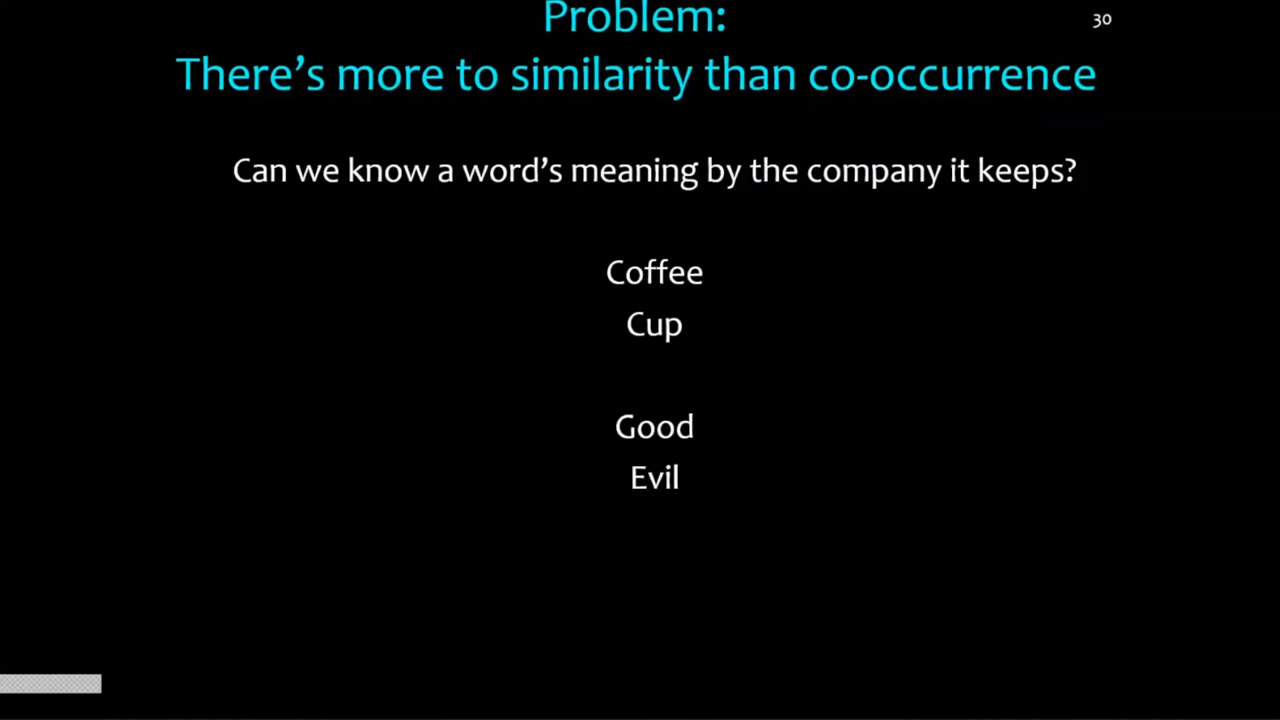 Problem:
30
There’s more to similarity than co-occurrence
Can we know a word’s meaning by the company it keeps?
Coffee
Cup
Good
Evil